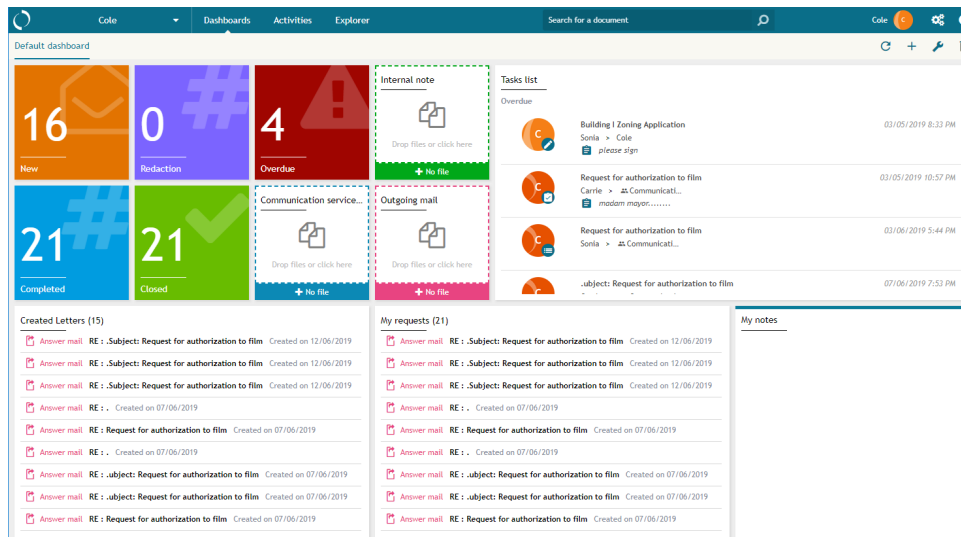 Cole
Dashboards
Activities
Explorer
Search for a document
Cole
C
Default dashboard
16
New
0
Redaction
4
Overdue
Internal note
Drop files or click here
+ No file
21
Completed
21
Closed
Communication service...
Drop files or click here
+ No file
Outgoing mail
Drop files or click here
+ No file
Tasks list
Overdue
C
Building I Zoning Application
03/05/2019 8:33 PM
Sonia > Cole
please sign
C
Request for authorization to film
03/05/2019 10:57 PM
Carrie > Communicati...
madam mayor........
C
Request for authorization to film
03/06/2019 5:44 PM
Sonia > Communicati...
C
.ubject: Request for authorization to film
07/06/2019 7:53 PM
Created Letters (15)
Answer mail RE : .Subject: Request for authorization to film Created on 12/06/2019
Answer mail RE : .Subject: Request for authorization to film Created on 12/06/2019
Answer mail RE : .Subject: Request for authorization to film Created on 12/06/2019
Answer mail RE : . Created on 07/06/2019
Answer mail RE : Request for authorization to film Created on 07/06/2019
Answer mail RE : . Created on 07/06/2019
Answer mail RE : .ubject: Request for authorization to film Created on 07/06/2019
Answer mail RE : .ubject: Request for authorization to film Created on 07/06/2019
Answer mail RE : Request for authorization to film Created on 07/06/2019
My requests (21)
Answer mail RE : .Subject: Request for authorization to film Created on 12/06/2019
Answer mail RE : .Subject: Request for authorization to film Created on 12/06/2019
Answer mail RE : .Subject: Request for authorization to film Created on 12/06/2019
Answer mail RE : . Created on 07/06/2019
Answer mail RE : Request for authorization to film Created on 07/06/2019
Answer mail RE : . Created on 07/06/2019
Answer mail RE : .ubject: Request for authorization to film Created on 07/06/2019
Answer mail RE : .ubject: Request for authorization to film Created on 07/06/2019
Answer mail RE : Request for authorization to film Created on 07/06/2019
My notes